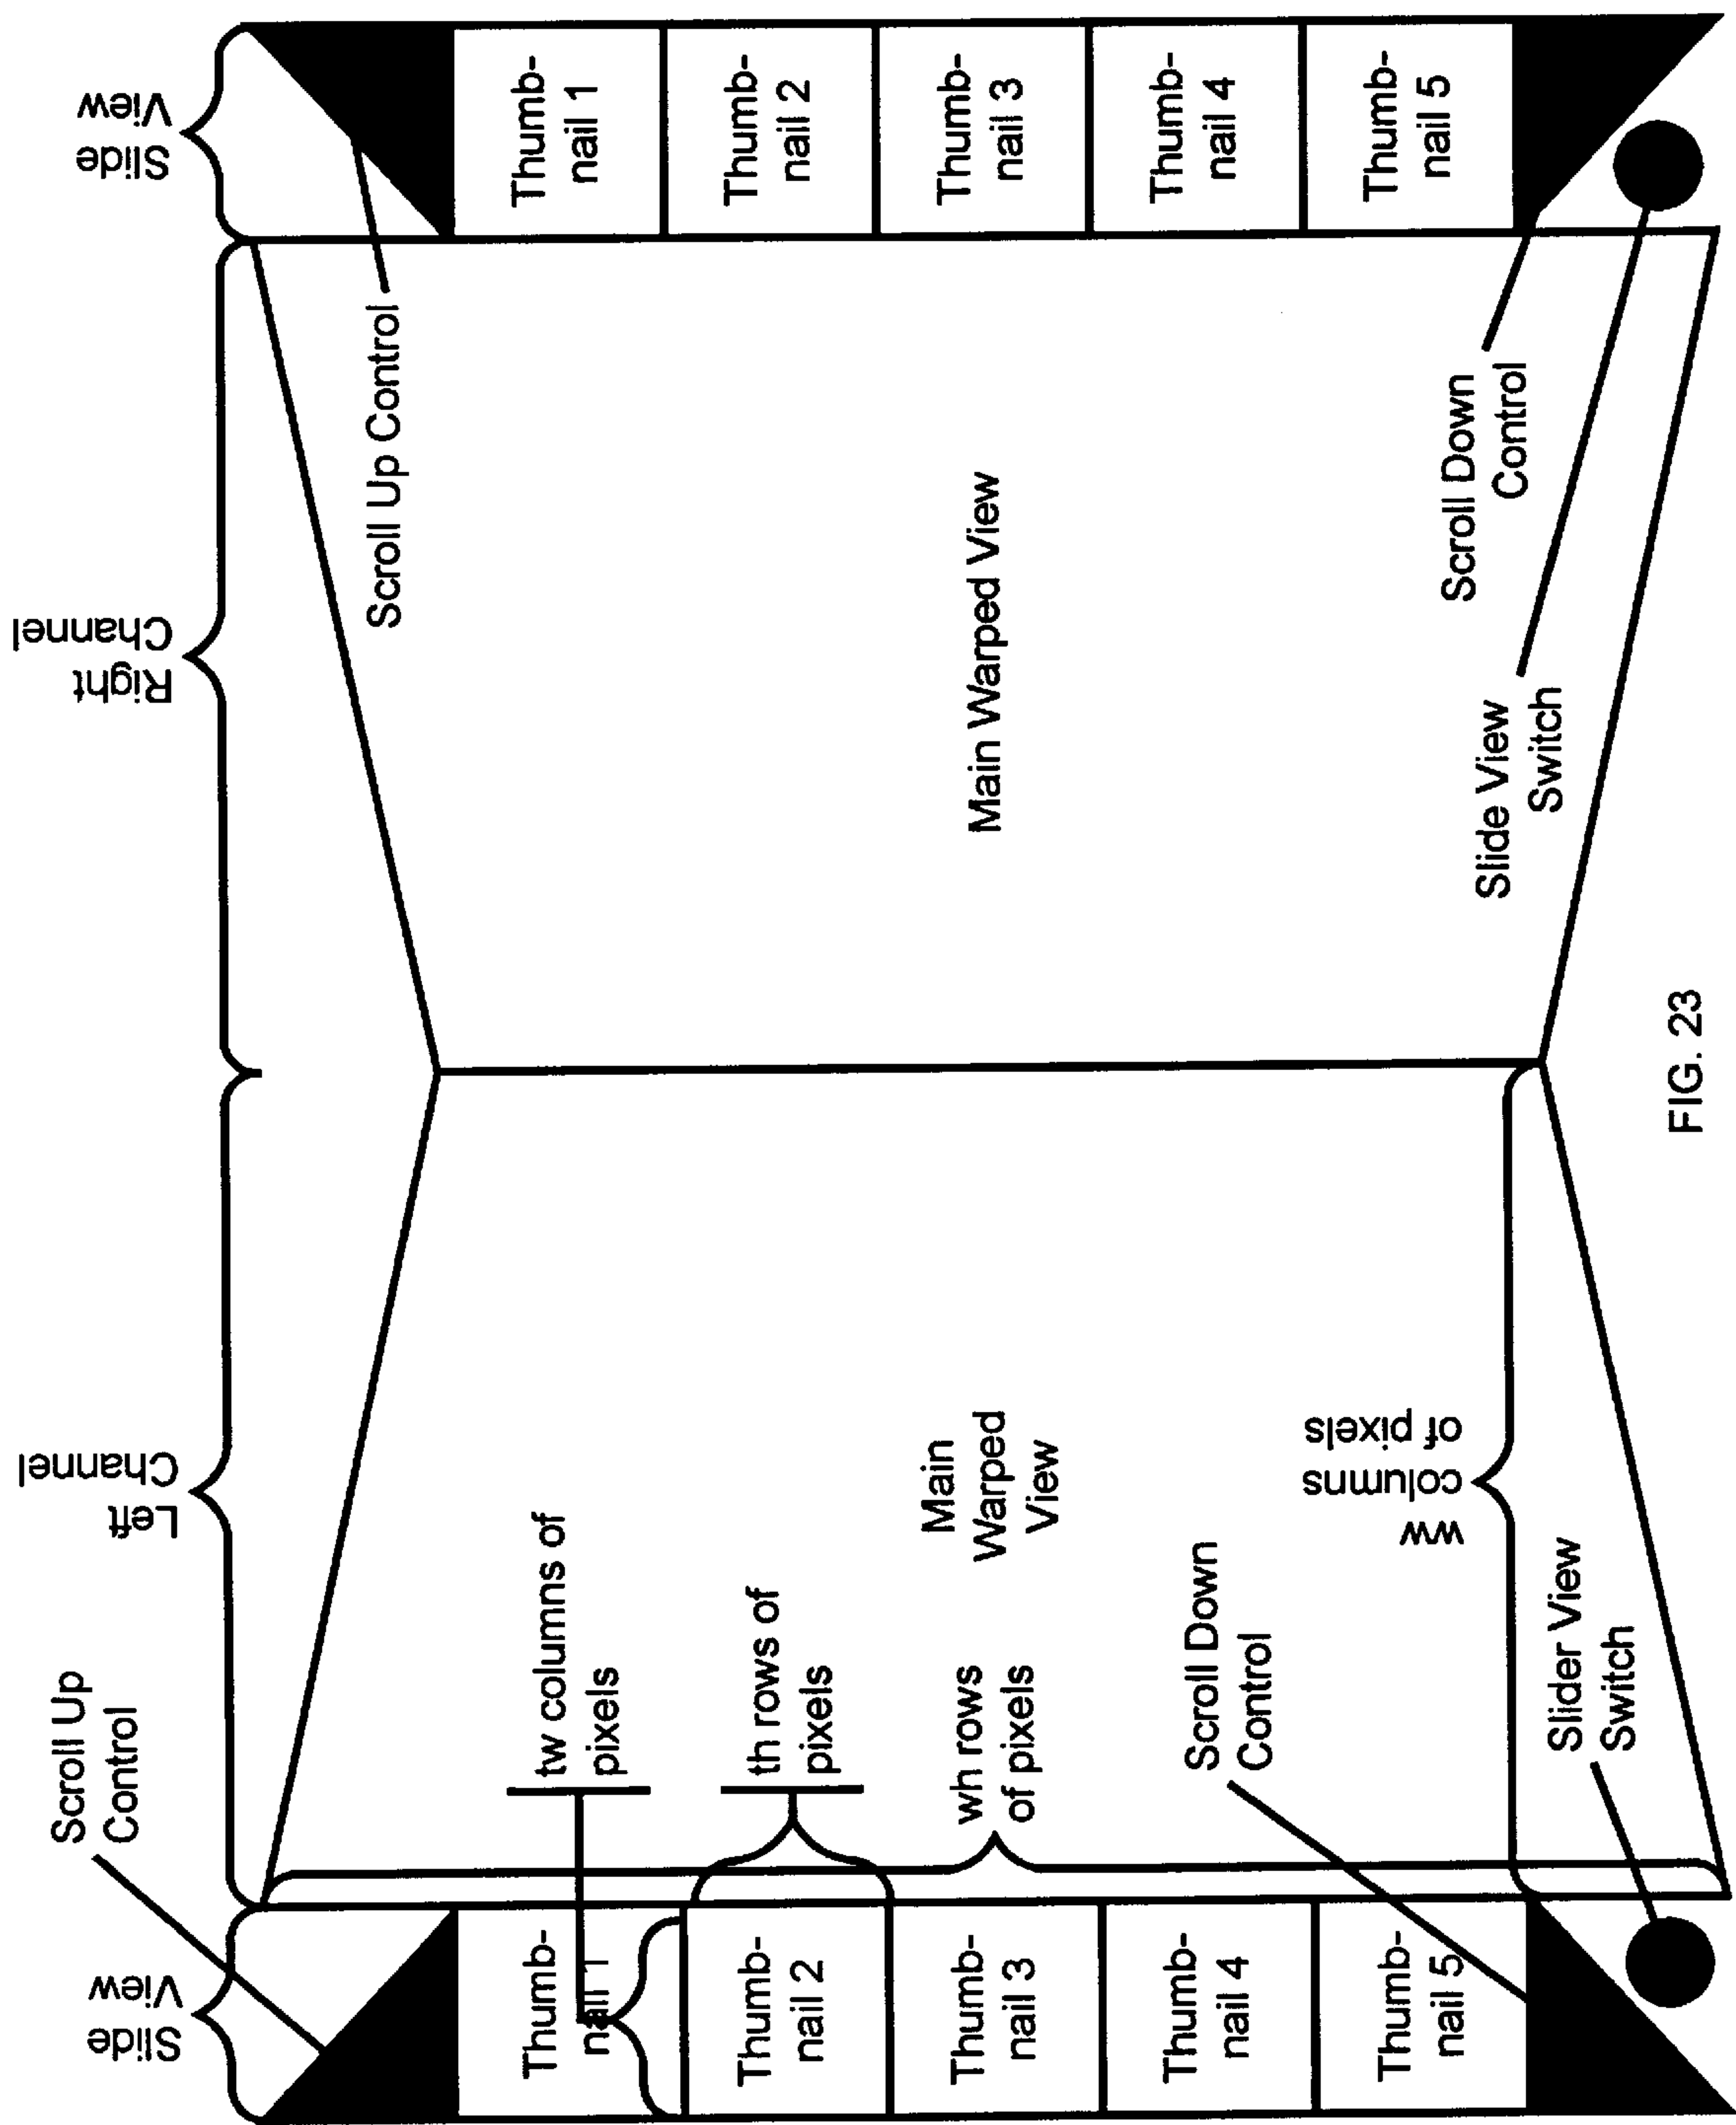 Slide
View
Left
Channel
Right
Channel
Slide
View
Scroll Up
Control
Scroll Up Control
Thumb-
nail 1
tw columns of
pixels
Thumb-
nail 2
th rows of
pixels
Thumb-
nail 3
wh rows
of pixels
Main
Warped
View
Thumb-
nail 4
Scroll Down
Control
Thumb-
nail 5
ww
columns
of pixels
Slider View
Switch
Main Warped View
Thumb-
nail 1
Thumb-
nail 2
Thumb-
nail 3
Thumb-
nail 4
Thumb-
nail 5
Scroll Down
Control
Slide View
Switch
FIG. 23